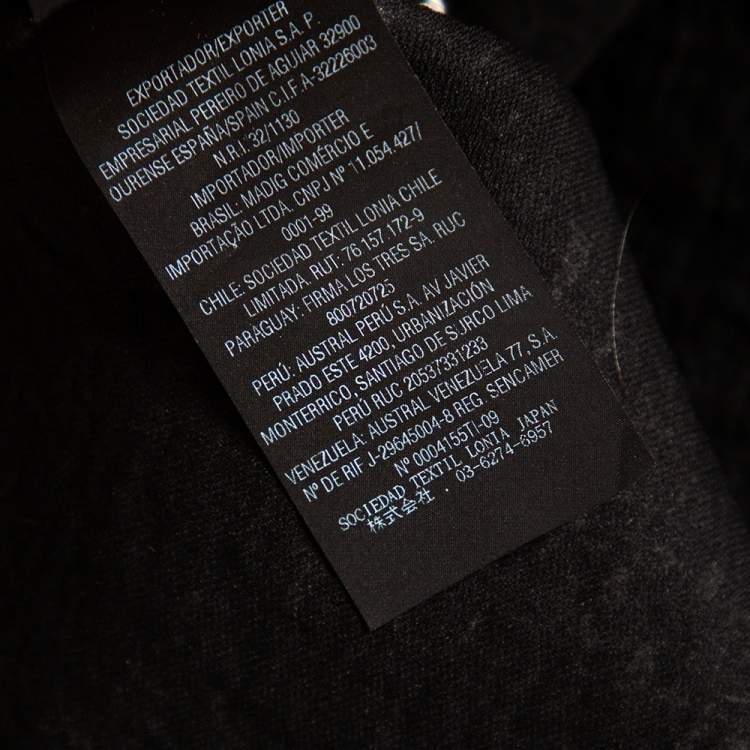 EXPORTADOR/EXPORTER
SOCIEDAD TEXTIL LONIA S.A. P.
EMPRESARIAL PEREIRO DE AGUIAR 32900
OURENSE ESPAÑA/SPAIN C.I.F.A-32226003
N.R.I.32/1130
IMPORTADOR/IMPORTER
BRASIL: MADIG COMÉRCIO E
IMPORTAÇÃO LTDA. CNPJ Nº 11.054.427/
0001-99
CHILE: SOCIEDAD TEXTIL LONIA CHILE
LIMITADA. RUT: 76.157.172-9
PARAGUAY: FIRMA LOS TRES SA. RUC
800720725
PERÚ: AUSTRAL PERÚ S.A. AV JAVIER
PRADO ESTE 4200, URBANIZACIÓN
MONTERRICO, SANTIAGO DE SURCO LIMA
PERÚ RUC 20537331233
VENEZUELA: AUSTRAL VENEZUELA 77, S.A.
Nº DE RIF J-29645004-8 REG. SENCAMER
Nº 0004155TI-09
SOCIEDAD TEXTIL LONIA JAPAN
株式会社 . 03-6274-6957